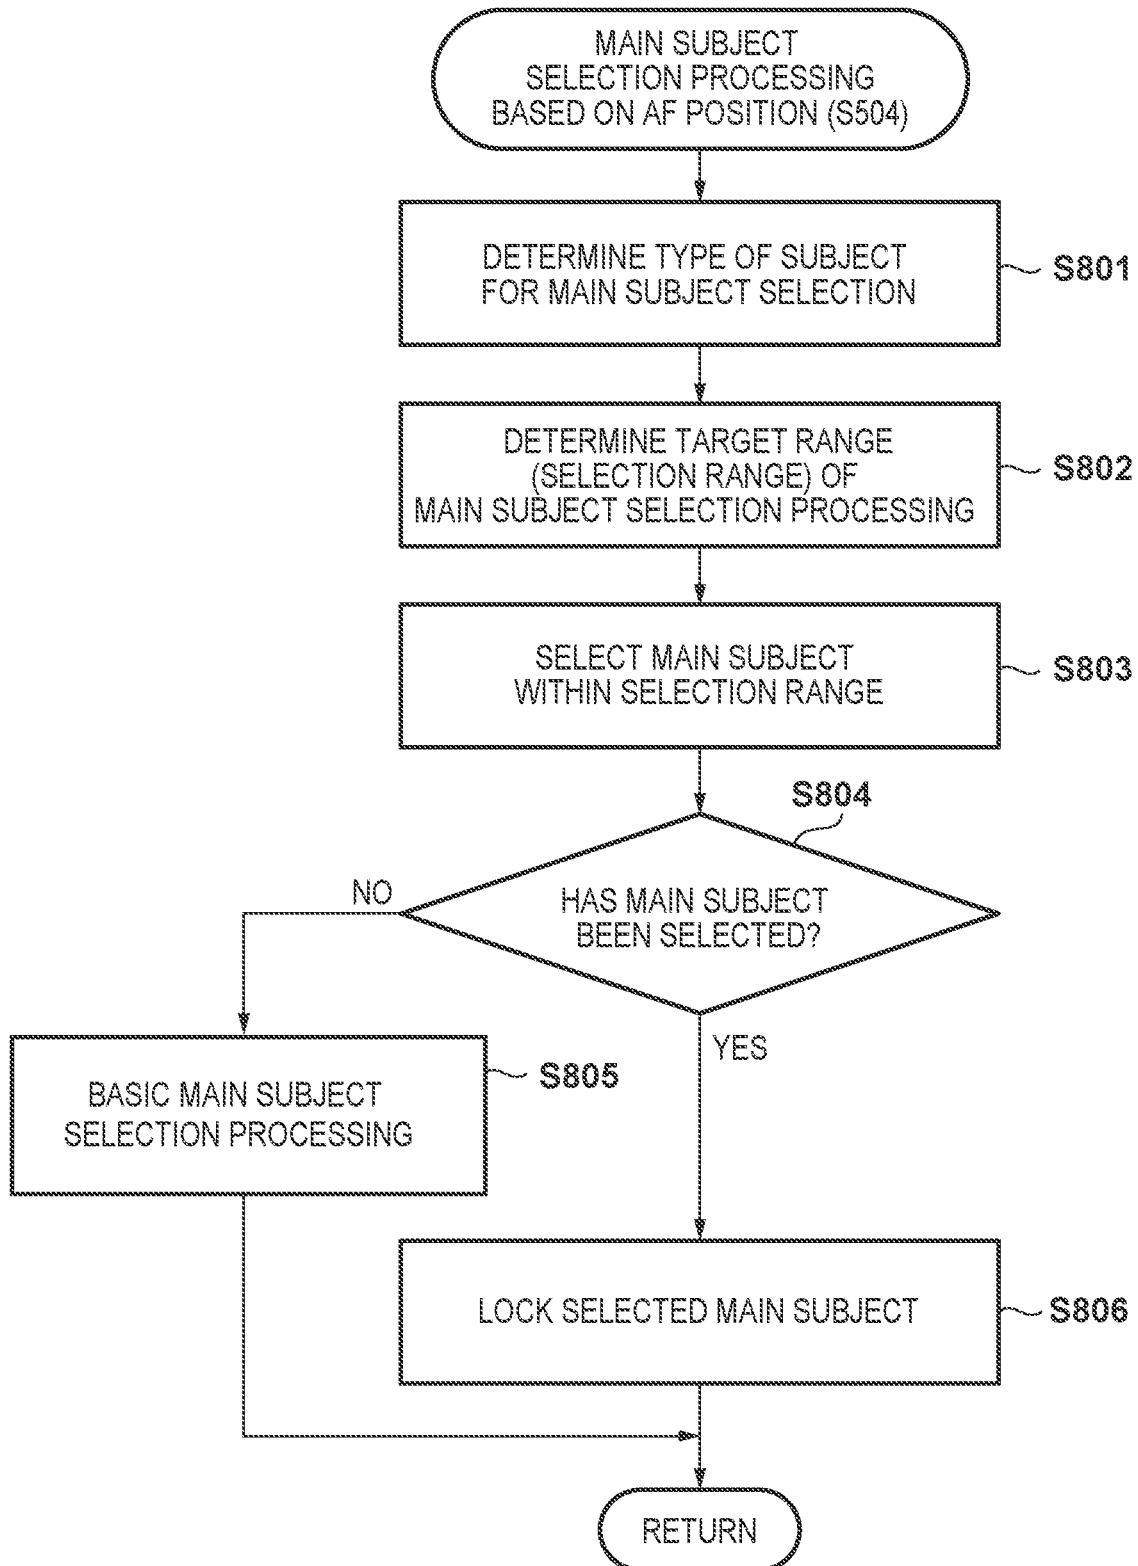 MAIN SUBJECT
SELECTION PROCESSING
BASED ON AF POSITION (S504)
DETERMINE TYPE OF SUBJECT
FOR MAIN SUBJECT SELECTION
S801
DETERMINE TARGET RANGE
(SELECTION RANGE) OF
MAIN SUBJECT SELECTION PROCESSING
S802
SELECT MAIN SUBJECT
WITHIN SELECTION RANGE
S803
S804
HAS MAIN SUBJECT
BEEN SELECTED?
NO
YES
BASIC MAIN SUBJECT
SELECTION PROCESSING
S805
LOCK SELECTED MAIN SUBJECT
S806
RETURN